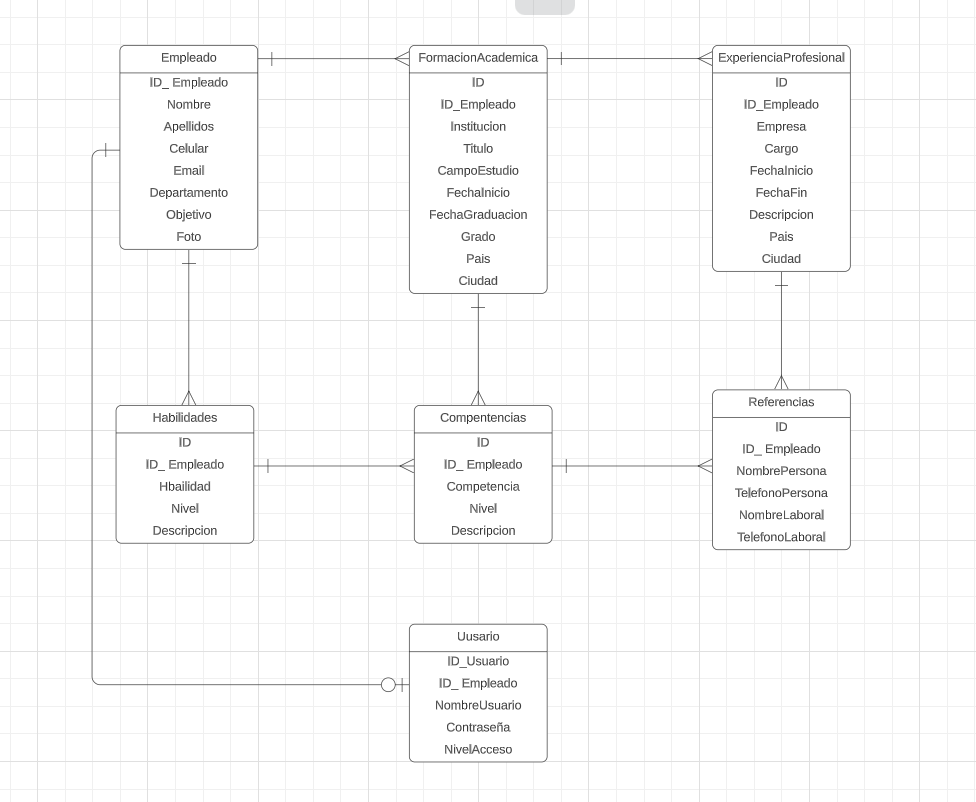 Empleado
ID_ Empleado
Nombre
Apellidos
Celular
Email
Departamento
Objetivo
Foto
FormacionAcademica
ID
ID_Empleado
Institucion
Titulo
CampoEstudio
FechaInicio
FechaGraduacion
Grado
Pais
Ciudad
ExperienciaProfesional
ID
ID_Empleado
Empresa
Cargo
FechaInicio
FechaFin
Descripcion
Pais
Ciudad
Habilidades
ID
ID_ Empleado
Hbailidad
Nivel
Descripcion
Compentencias
ID
ID_ Empleado
Competencia
Nivel
Descripcion
Referencias
ID
ID_ Empleado
NombrePersona
TelefonoPersona
NombreLaboral
TelefonoLaboral
Uusario
ID_Usuario
ID_ Empleado
NombreUsuario
Contraseña
NivelAcceso